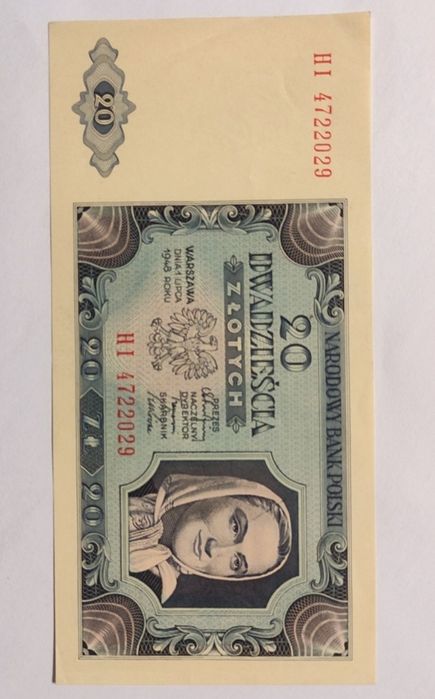 HI 4722029
20
NARODOWY BANK POLSKI
20
DWADZIEŚCIA
ZŁOTYCH
WARSZAWA
DNIA 1 LIPCA
1948 ROKU
PREZES
NACZELNY
DYREKTOR
SKARBNIK
HI 4722029
20 Zł 20